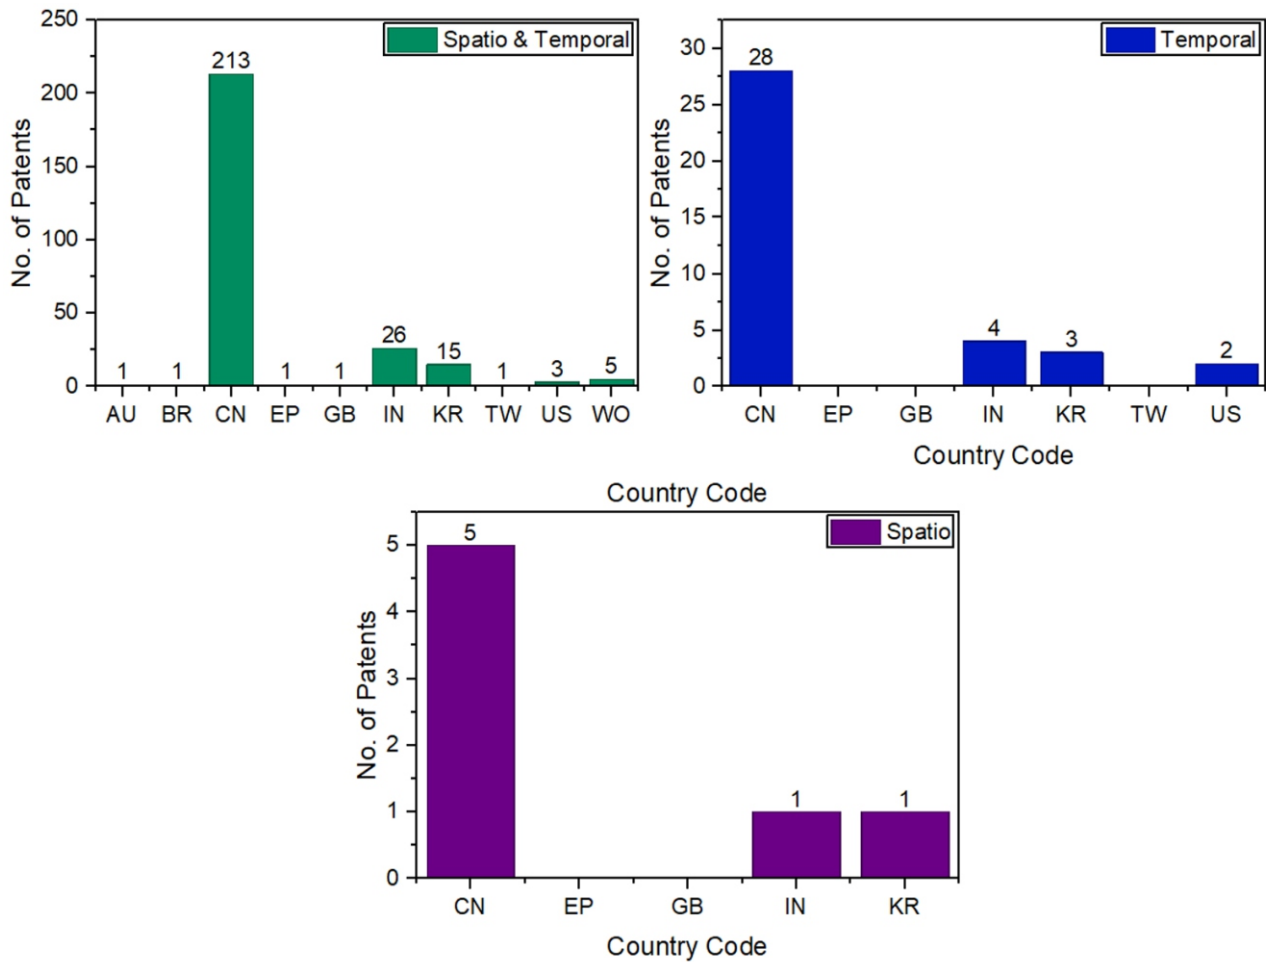 Spatio & Temporal
No. of Patents
250
200
150
100
50
0
1 1 213 1 1 26 15 1 3 5
AU BR CN EP GB IN KR TW US WO
Country Code
Temporal
No. of Patents
30
25
20
15
10
5
0
28 4 3 2
CN EP GB IN KR TW US
Country Code
Spatio
No. of Patents
5
4
3
2
1
0
5 1 1
CN EP GB IN KR
Country Code